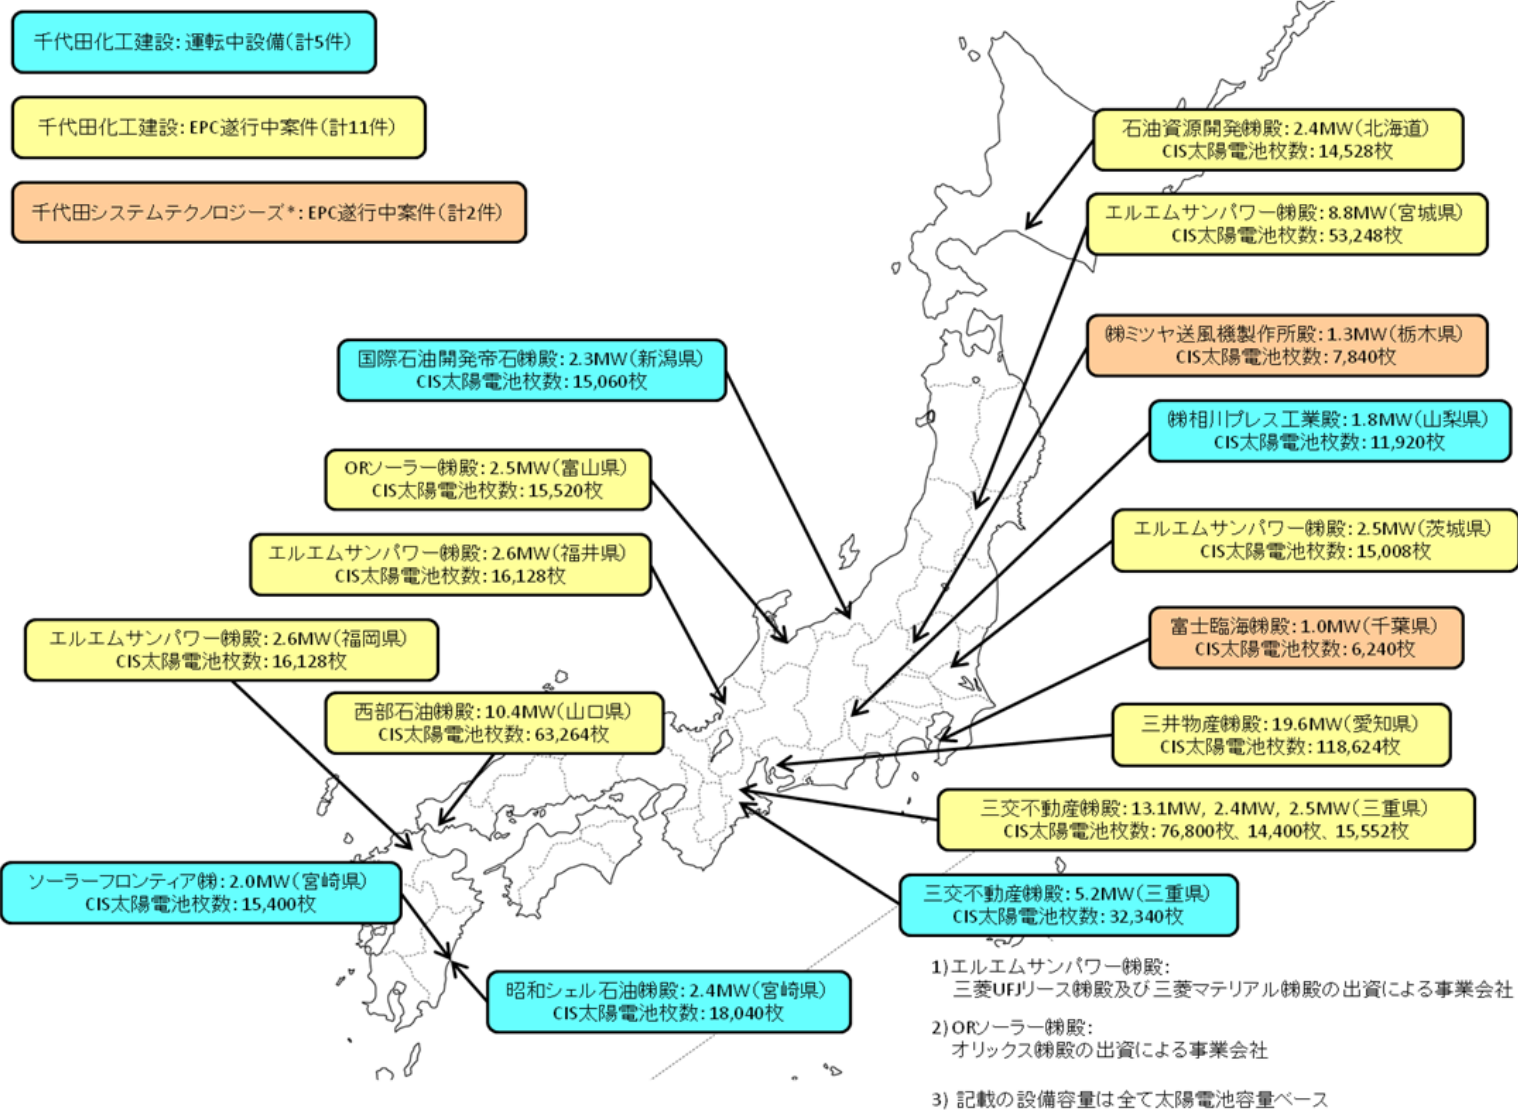 千代田化工建設：運転中設備（計5件）
千代田化工建設：EPC遂行中案件（計11件）
千代田システムテクノロジーズ＊：EPC遂行中案件（計2件）
石油資源開発㈱殿：2.4MW（北海道）
CIS太陽電池枚数：14,528枚
エルエムサンパワー㈱殿：8.8MW（宮城県）
CIS太陽電池枚数：53,248枚
㈱ミツヤ送風機製作所殿：1.3MW（栃木県）
CIS太陽電池枚数：7,840枚
国際石油開発帝石㈱殿：2.3MW（新潟県）
CIS太陽電池枚数：15,060枚
㈱相川プレス工業殿：1.8MW（山梨県）
CIS太陽電池枚数：11,920枚
ORソーラー㈱殿：2.5MW（富山県）
CIS太陽電池枚数：15,520枚
エルエムサンパワー㈱殿：2.5MW（茨城県）
CIS太陽電池枚数：15,008枚
エルエムサンパワー㈱殿：2.6MW（福井県）
CIS太陽電池枚数：16,128枚
富士臨海㈱殿：1.0MW（千葉県）
CIS太陽電池枚数：6,240枚
エルエムサンパワー㈱殿：2.6MW（福岡県）
CIS太陽電池枚数：16,128枚
西部石油㈱殿：10.4MW（山口県）
CIS太陽電池枚数：63,264枚
三井物産㈱殿：19.6MW（愛知県）
CIS太陽電池枚数：118,624枚
三交不動産㈱殿：13.1MW, 2.4MW, 2.5MW（三重県）
CIS太陽電池枚数：76,800枚、14,400枚、15,552枚
ソーラーフロンティア㈱：2.0MW（宮崎県）
CIS太陽電池枚数：15,400枚
三交不動産㈱殿：5.2MW（三重県）
CIS太陽電池枚数：32,340枚
昭和シェル石油㈱殿：2.4MW（宮崎県）
CIS太陽電池枚数：18,040枚
1)エルエムサンパワー㈱殿：
三菱UFJリース㈱殿及び三菱マテリアル㈱殿の出資による事業会社
2)ORソーラー㈱殿：
オリックス㈱殿の出資による事業会社
3) 記載の設備容量は全て太陽電池容量ベース